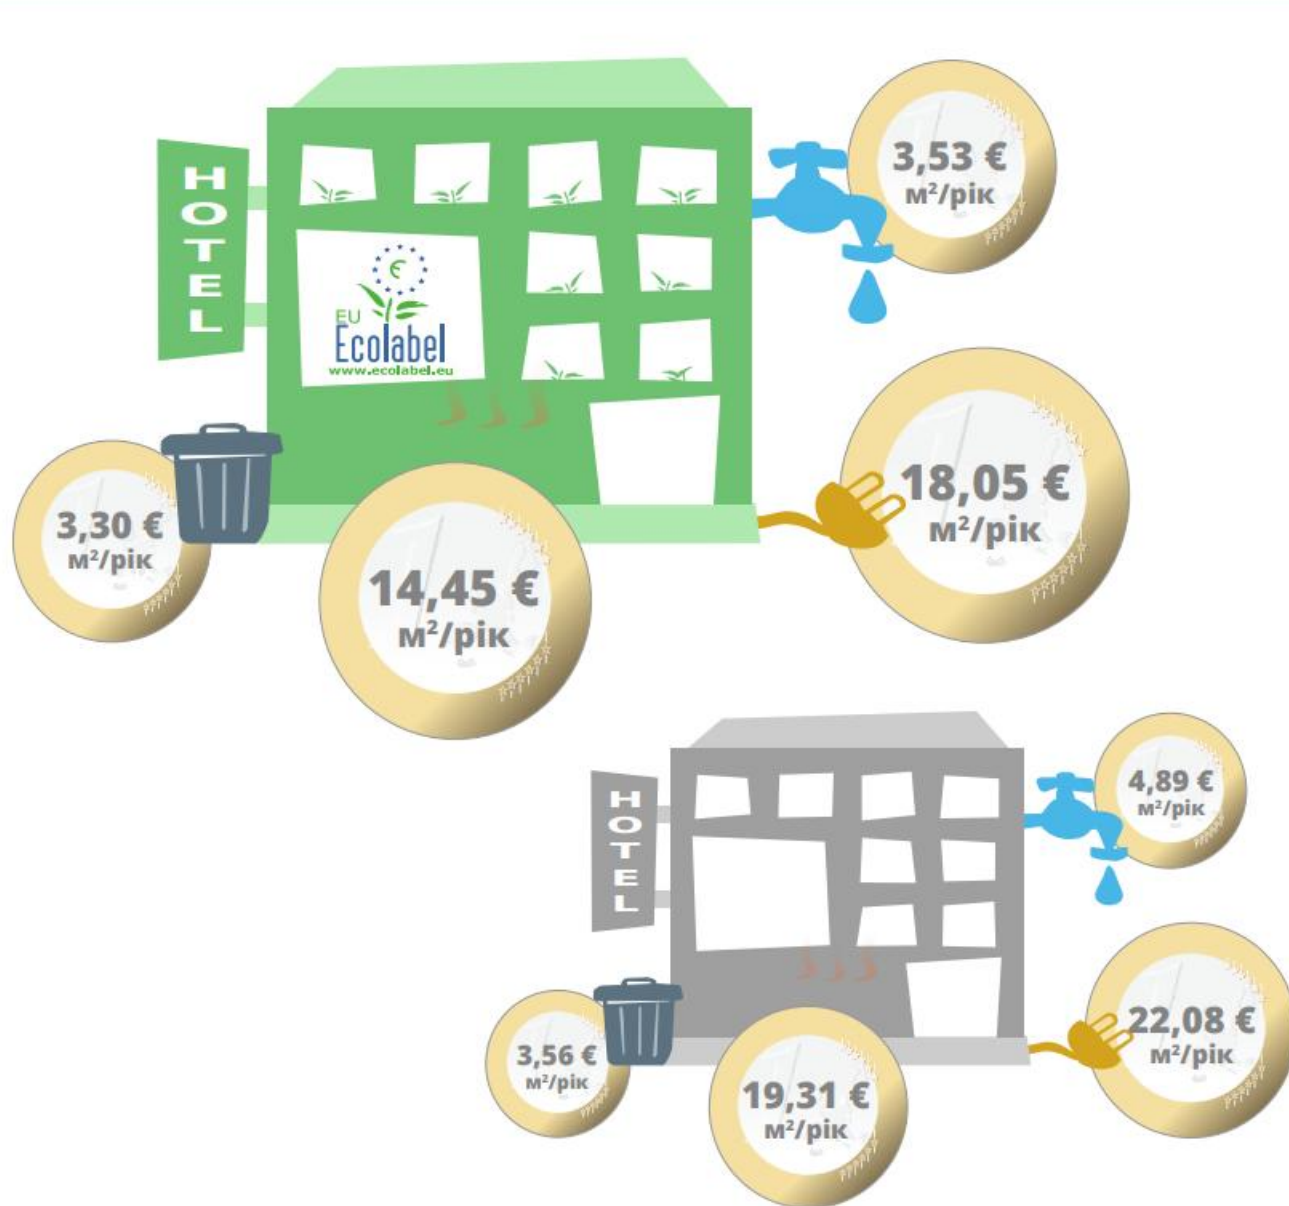 HOTEL
EU
Ecolabel
www.ecolabel.eu
3,53 €
м²/рік
18,05 €
м²/рік
3,30 €
м²/рік
14,45 €
м²/рік
HOTEL
4,89 €
м²/рік
22,08 €
м²/рік
3,56 €
м²/рік
19,31 €
м²/рік